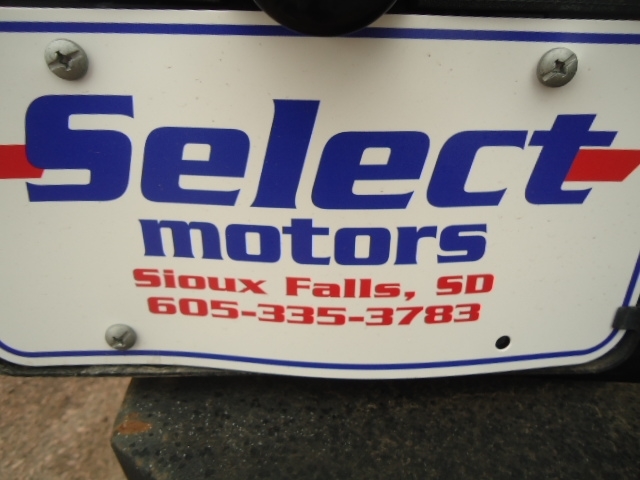 Select
motors
Sioux Falls, SD
605-335-3783